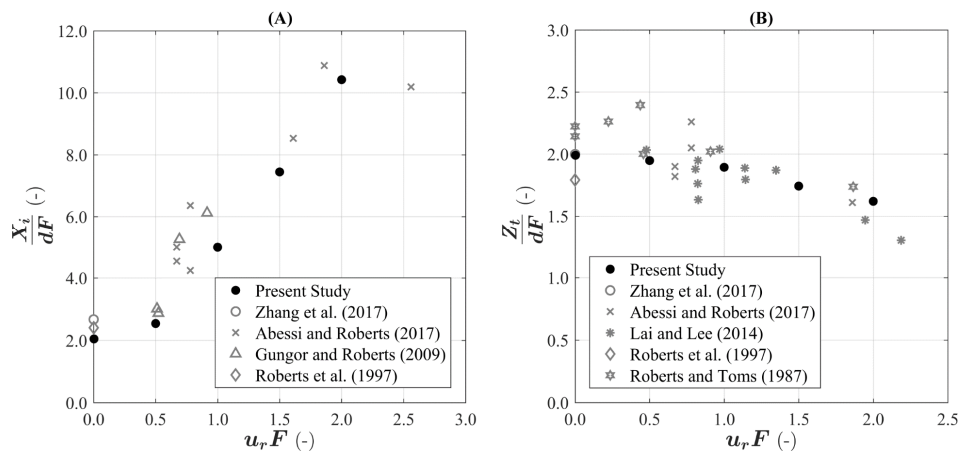 (A)
12.0
10.0
8.0
6.0
4.0
2.0
0.0
X_i/dF (-)
0.0 0.5 1.0 1.5 2.0 2.5 3.0
u_rF (-)
Present Study
Zhang et al. (2017)
Abessi and Roberts (2017)
Gungor and Roberts (2009)
Roberts et al. (1997)
(B)
3.0
2.5
2.0
1.5
1.0
0.5
0.0
Z_t/dF (-)
0.0 0.5 1.0 1.5 2.0 2.5
u_rF (-)
Present Study
Zhang et al. (2017)
Abessi and Roberts (2017)
Lai and Lee (2014)
Roberts et al. (1997)
Roberts and Toms (1987)